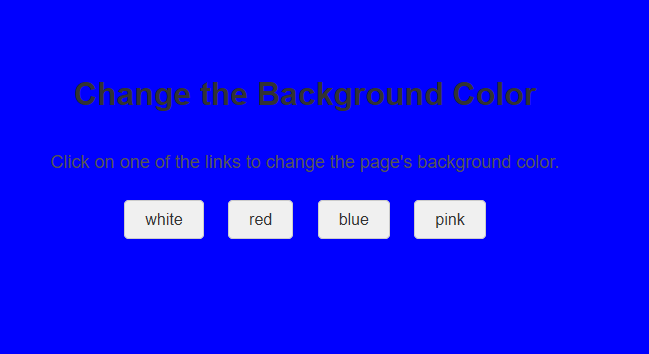 Change the Background Color
Click on one of the links to change the page's background color.
white red blue pink